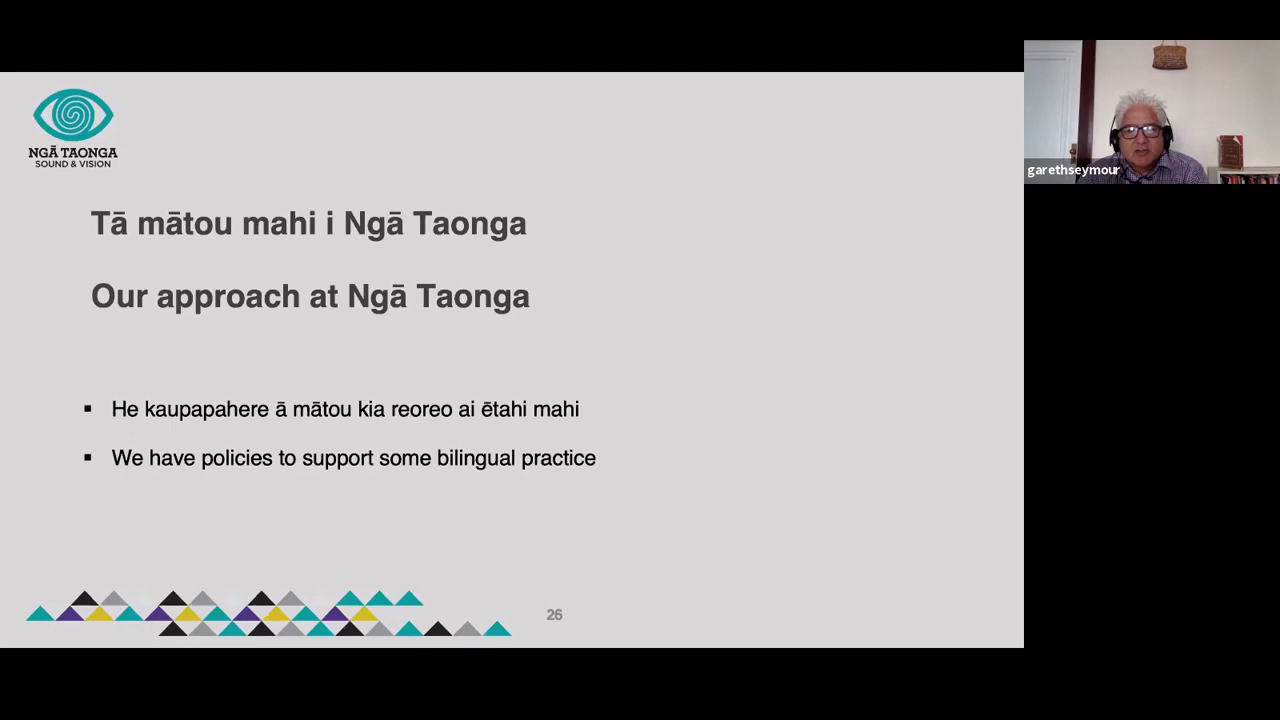 NGĀ TAONGA
SOUND & VISION
Tā mātou mahi i Ngā Taonga
Our approach at Ngā Taonga
▪ He kaupapahere ā mātou kia reoreo ai ētahi mahi
▪ We have policies to support some bilingual practice
26
garethseymour